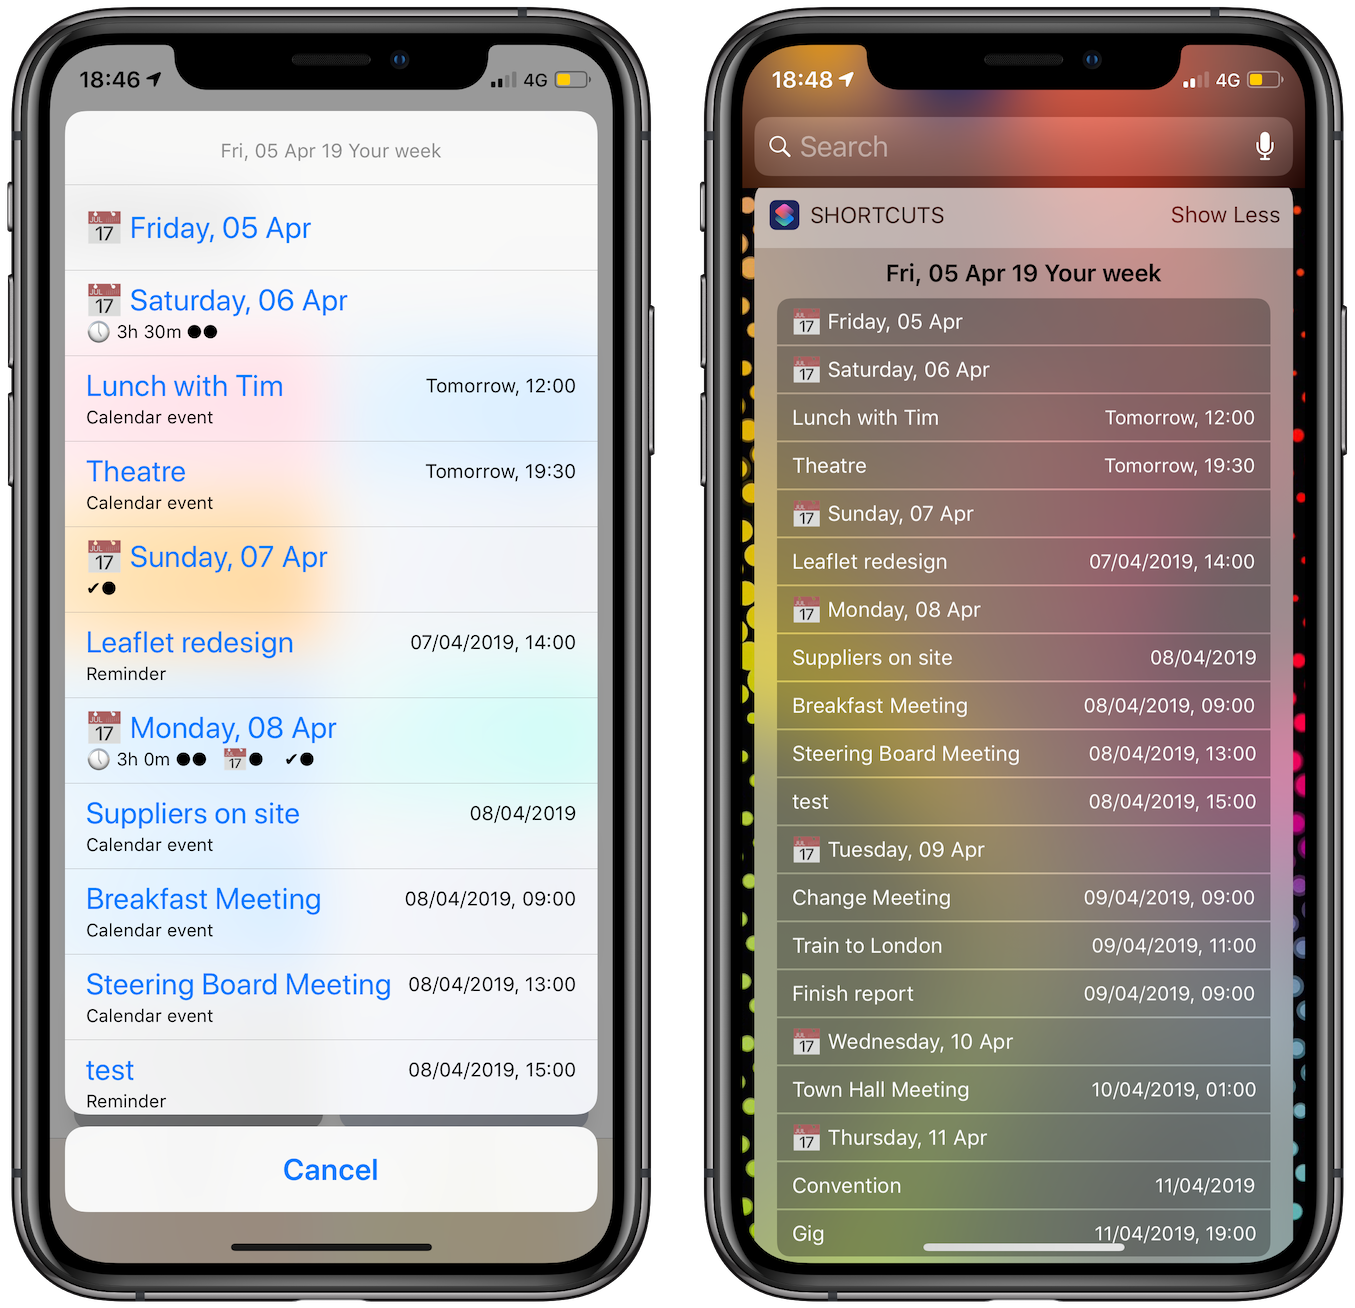 18:46
4G
Fri, 05 Apr 19 Your week
JUL 17 Friday, 05 Apr
JUL 17 Saturday, 06 Apr
3h 30m ●●
Lunch with Tim Tomorrow, 12:00
Calendar event
Theatre Tomorrow, 19:30
Calendar event
JUL 17 Sunday, 07 Apr
✔●
Leaflet redesign 07/04/2019, 14:00
Reminder
JUL 17 Monday, 08 Apr
3h 0m ●● 17 ● ✔●
Suppliers on site 08/04/2019
Calendar event
Breakfast Meeting 08/04/2019, 09:00
Calendar event
Steering Board Meeting 08/04/2019, 13:00
Calendar event
test 08/04/2019, 15:00
Reminder
Cancel
18:48
4G
Search
SHORTCUTS Show Less
Fri, 05 Apr 19 Your week
17 Friday, 05 Apr
17 Saturday, 06 Apr
Lunch with Tim Tomorrow, 12:00
Theatre Tomorrow, 19:30
17 Sunday, 07 Apr
Leaflet redesign 07/04/2019, 14:00
17 Monday, 08 Apr
Suppliers on site 08/04/2019
Breakfast Meeting 08/04/2019, 09:00
Steering Board Meeting 08/04/2019, 13:00
test 08/04/2019, 15:00
17 Tuesday, 09 Apr
Change Meeting 09/04/2019, 09:00
Train to London 09/04/2019, 11:00
Finish report 09/04/2019, 09:00
17 Wednesday, 10 Apr
Town Hall Meeting 10/04/2019, 01:00
17 Thursday, 11 Apr
Convention 11/04/2019
Gig 11/04/2019, 19:00